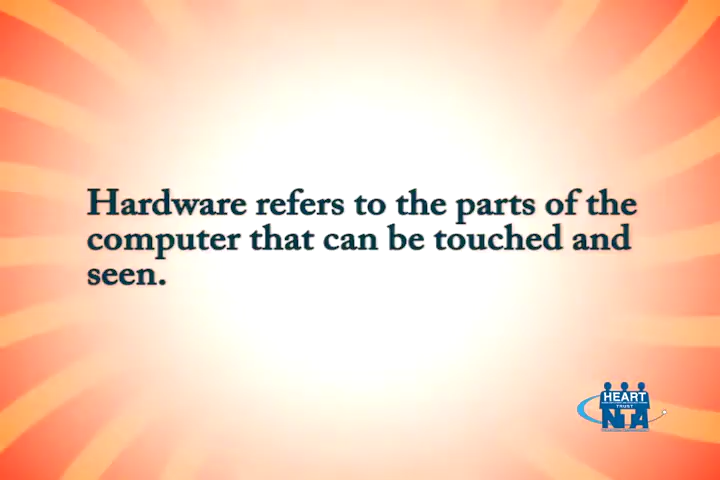 Hardware refers to the parts of the
computer that can be touched and
seen.
HEART
TRUST
NTA